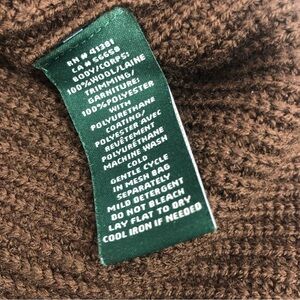 RN # 41381
CA # 56658
BODY/CORPS:
100% WOOL/LAINE
TRIMMING/
GARNITURE:
100% POLYESTER
WITH
POLYURETHANE
COATING/
POLYESTER AVEC
REVÊTEMENT
POLYURÉTHANE
MACHINE WASH
COLD
GENTLE CYCLE
IN MESH BAG
SEPARATELY
MILD DETERGENT
DO NOT BLEACH
LAY FLAT TO DRY
COOL IRON IF NEEDED